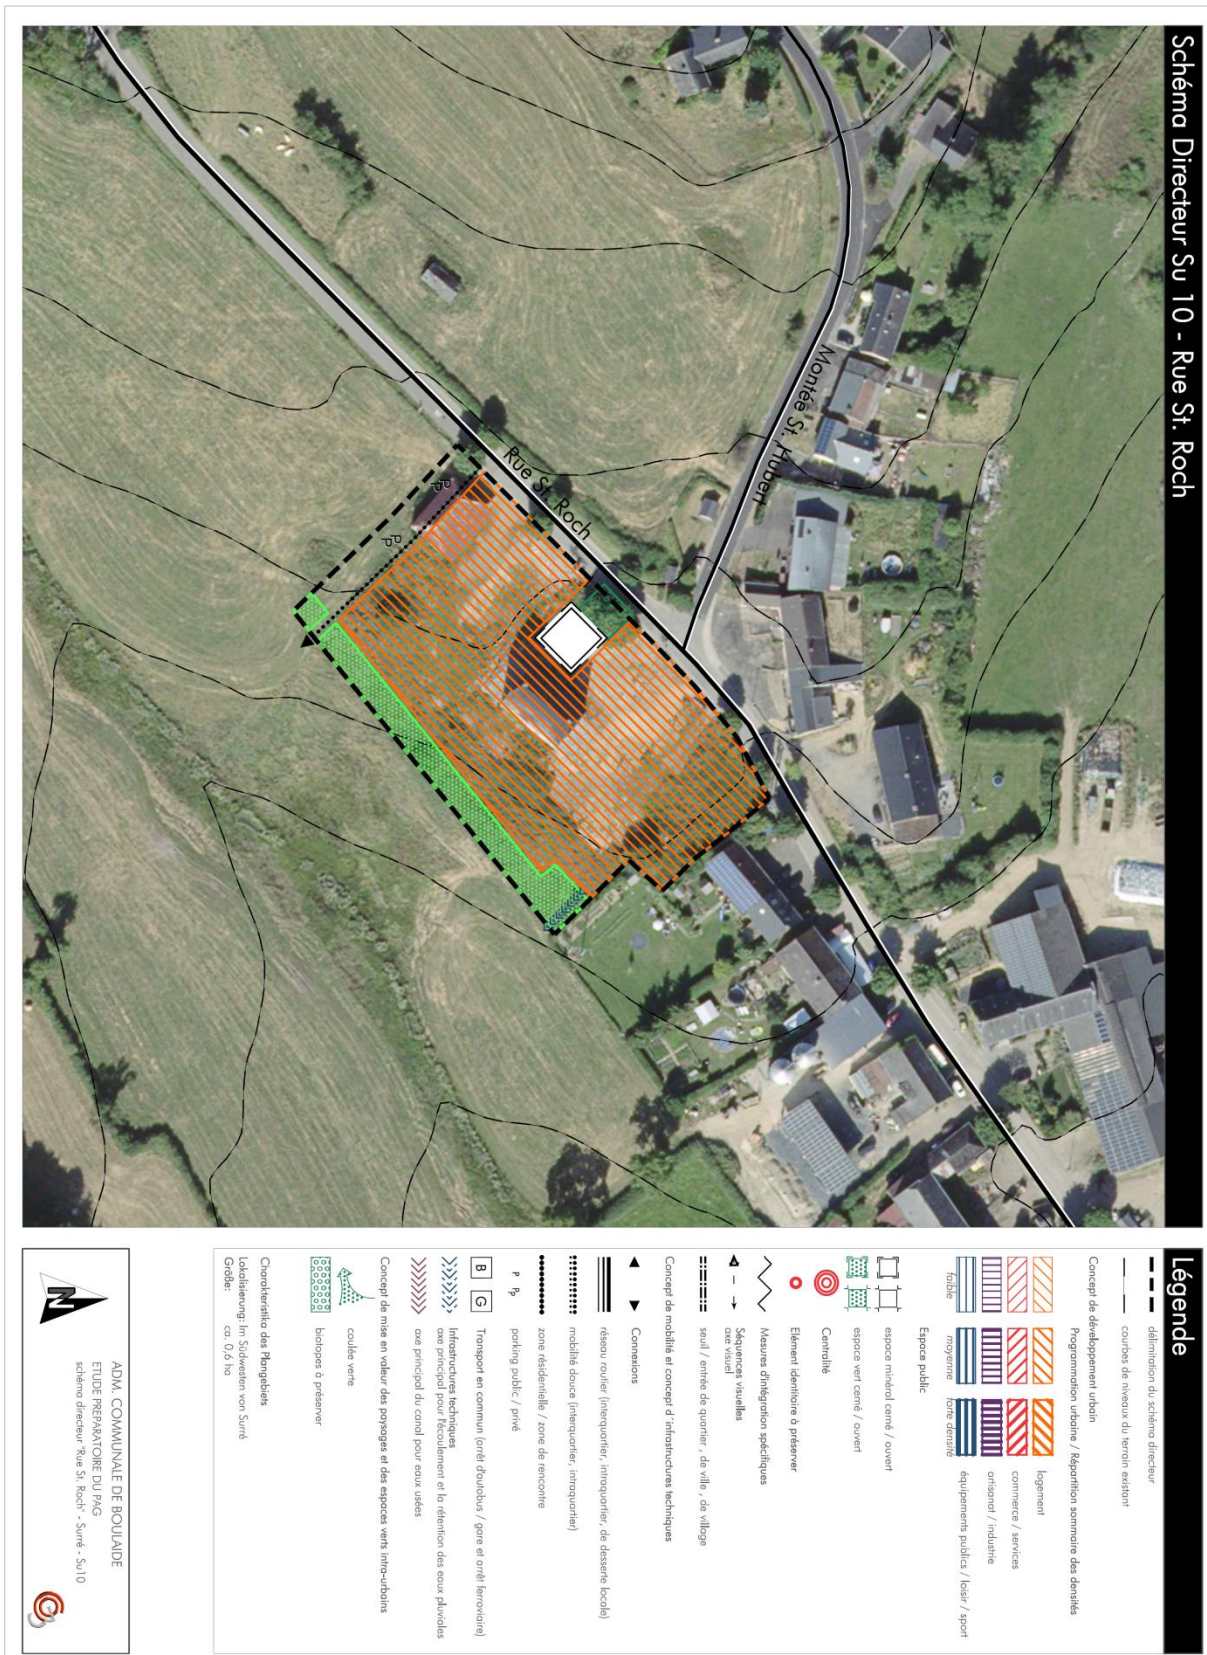 Schéma Directeur Su 10 - Rue St. Roch
Montée St. Hubert
Rue St. Roch
Pp
Pp
Légende
délimitation du schéma directeur
courbes de niveaux du terrain existant
Concept de développement urbain
Programmation urbaine / Répartition sommaire des densités
logement
commerce / services
artisanat / industrie
équipements publics / loisir / sport
faible
moyenne
forte densité
Espace public
espace minéral cerné / ouvert
espace vert cerné / ouvert
Centralité
Elément identitaire à préserver
Mesures d'intégration spécifiques
Séquences visuelles
axe visuel
seuil / entrée de quartier , de ville , de village
Concept de mobilité et concept d'infrastructures techniques
Connexions
réseau routier (interquartier, intraquartier, de desserte locale)
mobilité douce (interquartier, intraquartier)
zone résidentielle / zone de rencontre
P Pp parking public / privé
B G Transport en commun (arrêt d'autobus / gare et arrêt ferroviaire)
Infrastructures techniques
axe principal pour l'écoulement et la rétention des eaux pluviales
axe principal du canal pour eaux usées
Concept de mise en valeur des paysages et des espaces verts intra-urbains
coulée verte
biotopes à préserver
Charakteristika des Plangebiets
Lokalisierung: Im Südwesten von Surré
Größe: ca. 0,6 ha
N
ADM. COMMUNALE DE BOULAIDE
ETUDE PREPARATOIRE DU PAG
schéma directeur "Rue St. Roch" - Surré - Su10